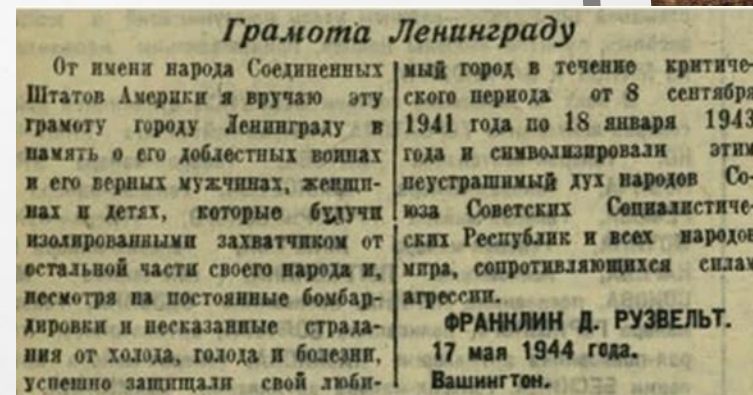 Грамота Ленинграду
От имени народа Соединенных
Штатов Америки я вручаю эту
грамоту городу Ленинграду в
память о его доблестных воинах
и его верных мужчинах, женщи-
нах и детях, которые будучи
изолированными захватчиком от
остальной части своего народа и,
несмотря на постоянные бомбар-
дировки и несказанные страда-
ния от холода, голода и болезни,
успешно защищали свой люби-
мый город в течение критиче-
ского периода от 8 сентября
1941 года по 18 января 1943
года и символизировали этим
неустрашимый дух народов Со-
юза Советских Социалистиче-
ских Республик и всех народов
мира, сопротивляющихся силам
агрессии.
ФРАНКЛИН Д. РУЗВЕЛЬТ.
17 мая 1944 года.
Вашингтон.